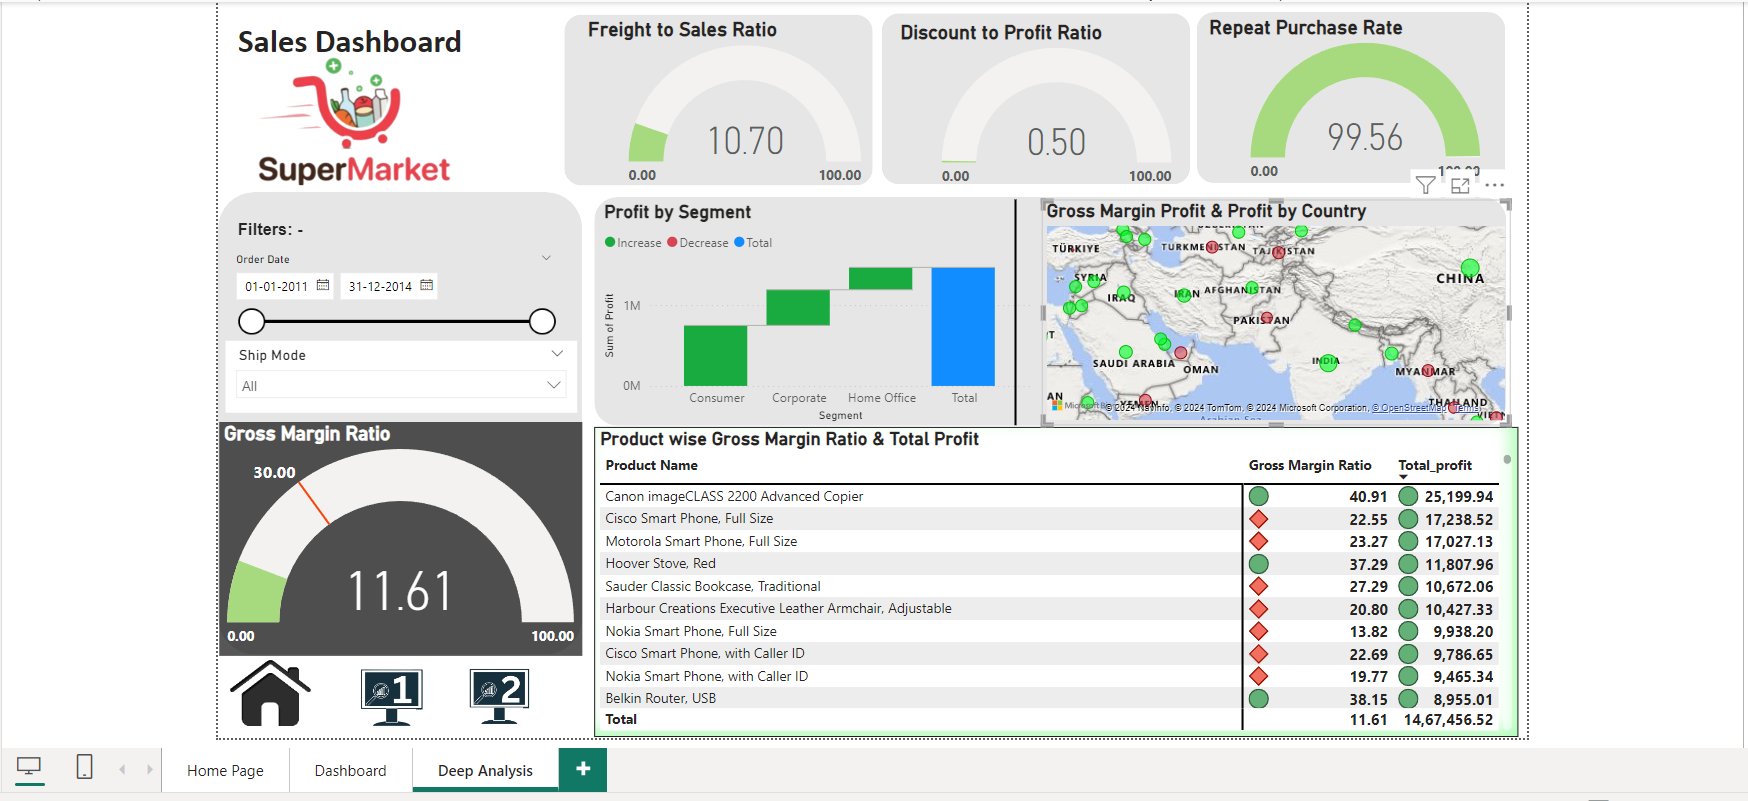 Sales Dashboard
SuperMarket
Freight to Sales Ratio
10.70
0.00
100.00
Discount to Profit Ratio
0.50
0.00
100.00
Repeat Purchase Rate
99.56
0.00
Filters: -
Order Date
01-01-2011
31-12-2014
Ship Mode
All
Profit by Segment
Increase
Decrease
Total
Sum of Profit
1M
0M
Consumer
Corporate
Home Office
Total
Segment
Gross Margin Profit & Profit by Country
TÜRKIYE
TURKMENISTAN
TAJIKISTAN
CHINA
SYRIA
IRAQ
IRAN
AFGHANISTAN
PAKISTAN
SAUDI ARABIA
OMAN
INDIA
MYANMAR
YEMEN
THAILAND
© 2024 TomTom, © 2024 Microsoft Corporation, © OpenStreetMap Terms
Gross Margin Ratio
30.00
11.61
0.00
100.00
1
2
Product wise Gross Margin Ratio & Total Profit
Product Name Gross Margin Ratio Total_profit
Canon imageCLASS 2200 Advanced Copier 40.91 25,199.94
Cisco Smart Phone, Full Size 22.55 17,238.52
Motorola Smart Phone, Full Size 23.27 17,027.13
Hoover Stove, Red 37.29 11,807.96
Sauder Classic Bookcase, Traditional 27.29 10,672.06
Harbour Creations Executive Leather Armchair, Adjustable 20.80 10,427.33
Nokia Smart Phone, Full Size 13.82 9,938.20
Cisco Smart Phone, with Caller ID 22.69 9,786.65
Nokia Smart Phone, with Caller ID 19.77 9,465.34
Belkin Router, USB 38.15 8,955.01
Total 11.61 14,67,456.52
Home Page
Dashboard
Deep Analysis
+